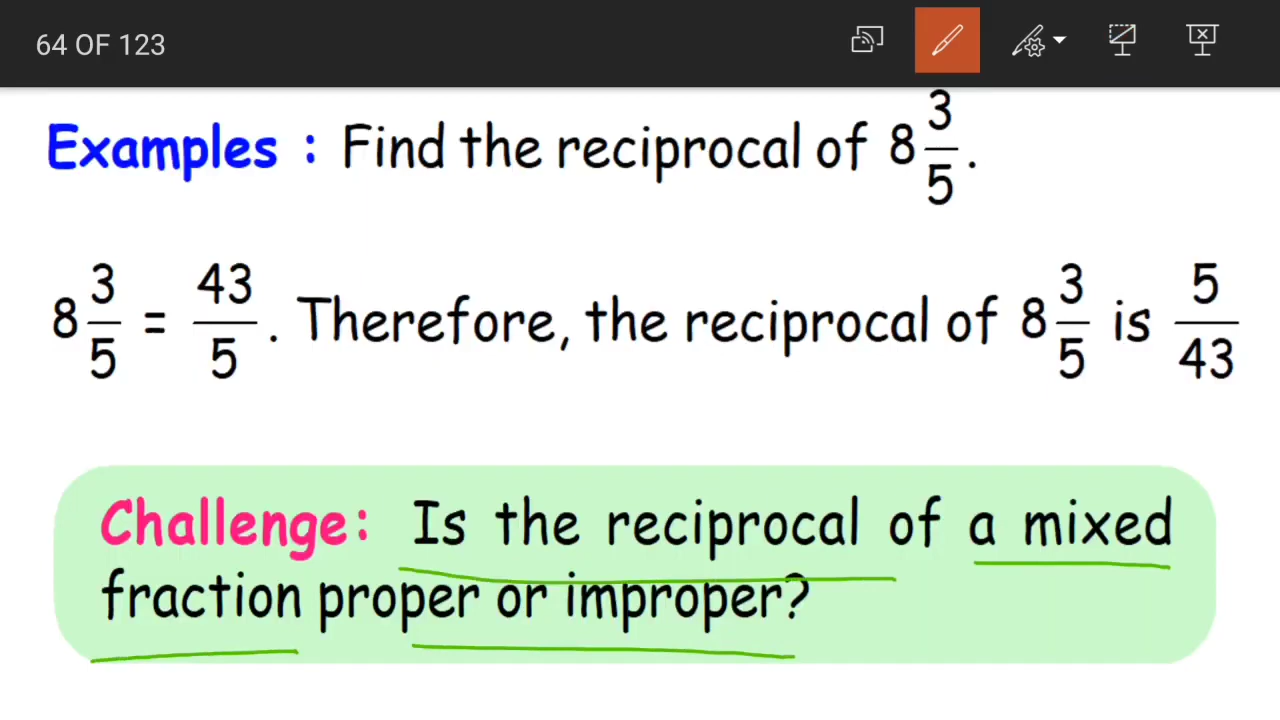 64 OF 123
Examples : Find the reciprocal of 8 3/5.
8 3/5 = 43/5. Therefore, the reciprocal of 8 3/5 is 5/43
Challenge: Is the reciprocal of a mixed
fraction proper or improper?